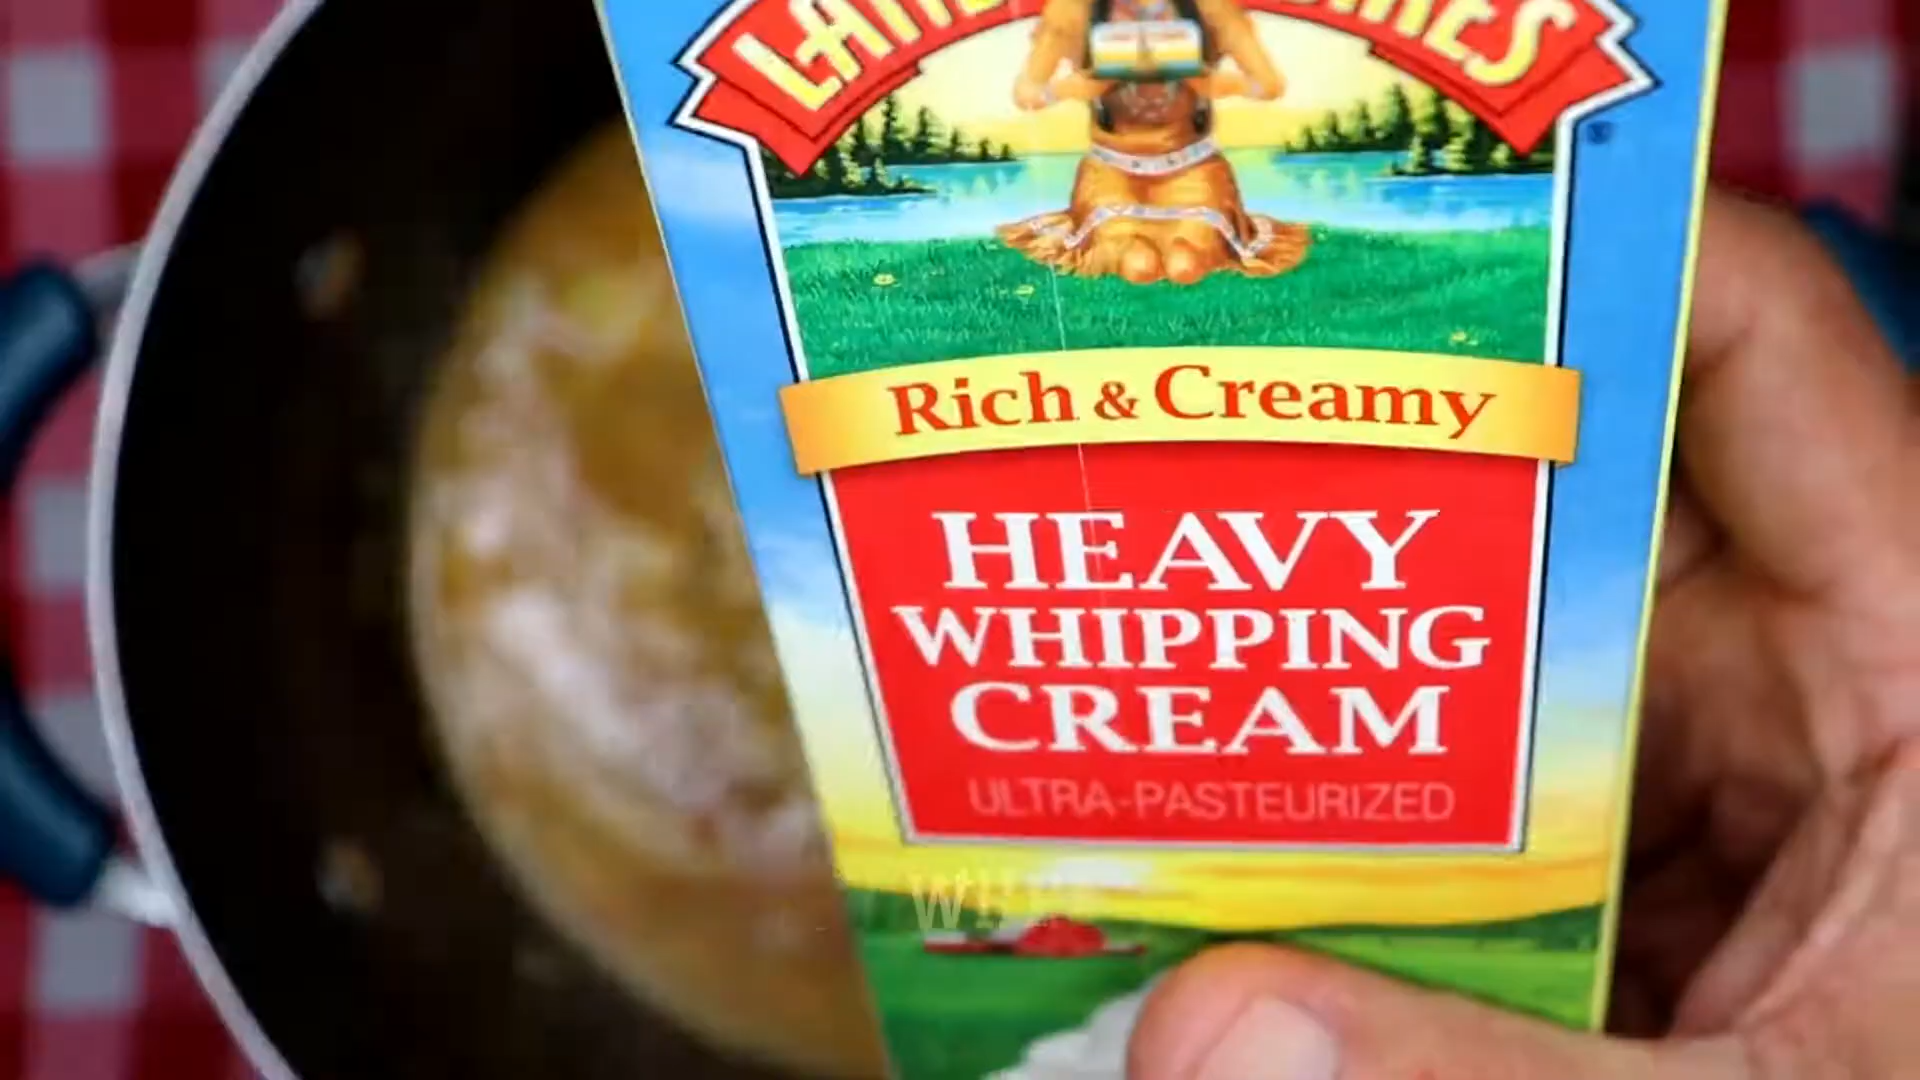 Rich & Creamy
HEAVY
WHIPPING
CREAM
ULTRA-PASTEURIZED